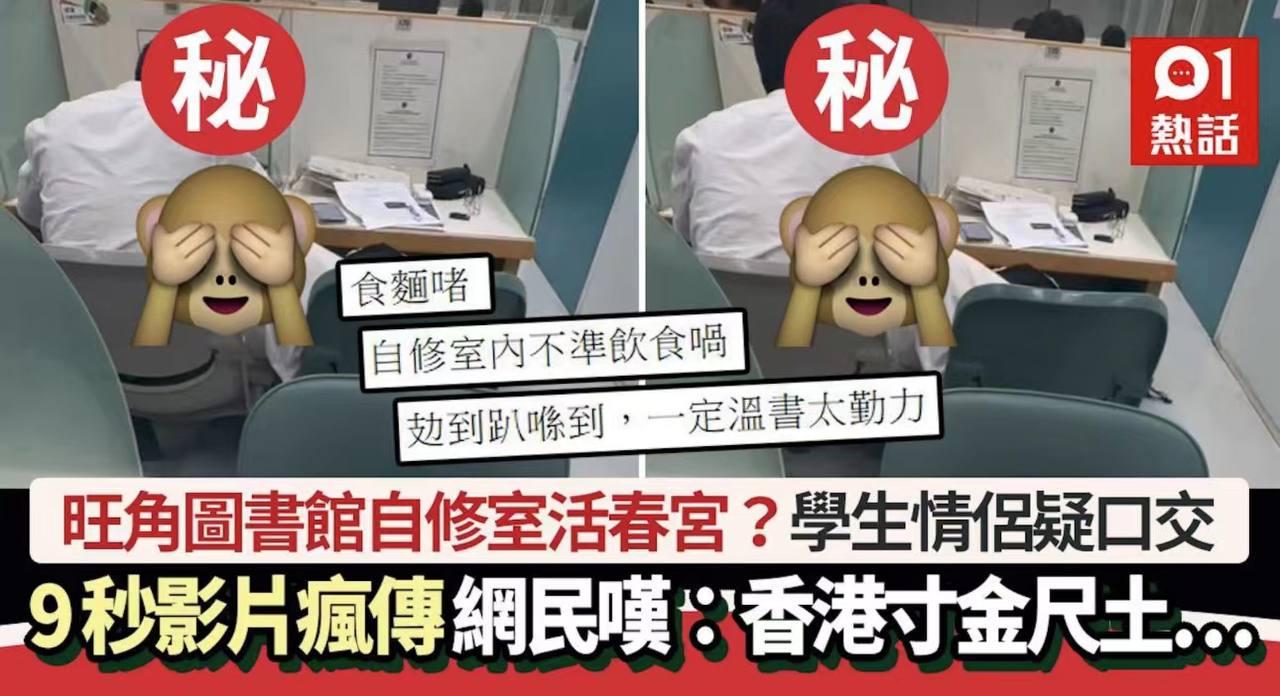 秘
秘
01
熱話
食麵啫
自修室內不準飲食喎
攰到趴喺到，一定溫書太勤力
旺角圖書館自修室活春宮？學生情侶疑口交
9秒影片瘋傳 網民嘆：香港寸金尺土...